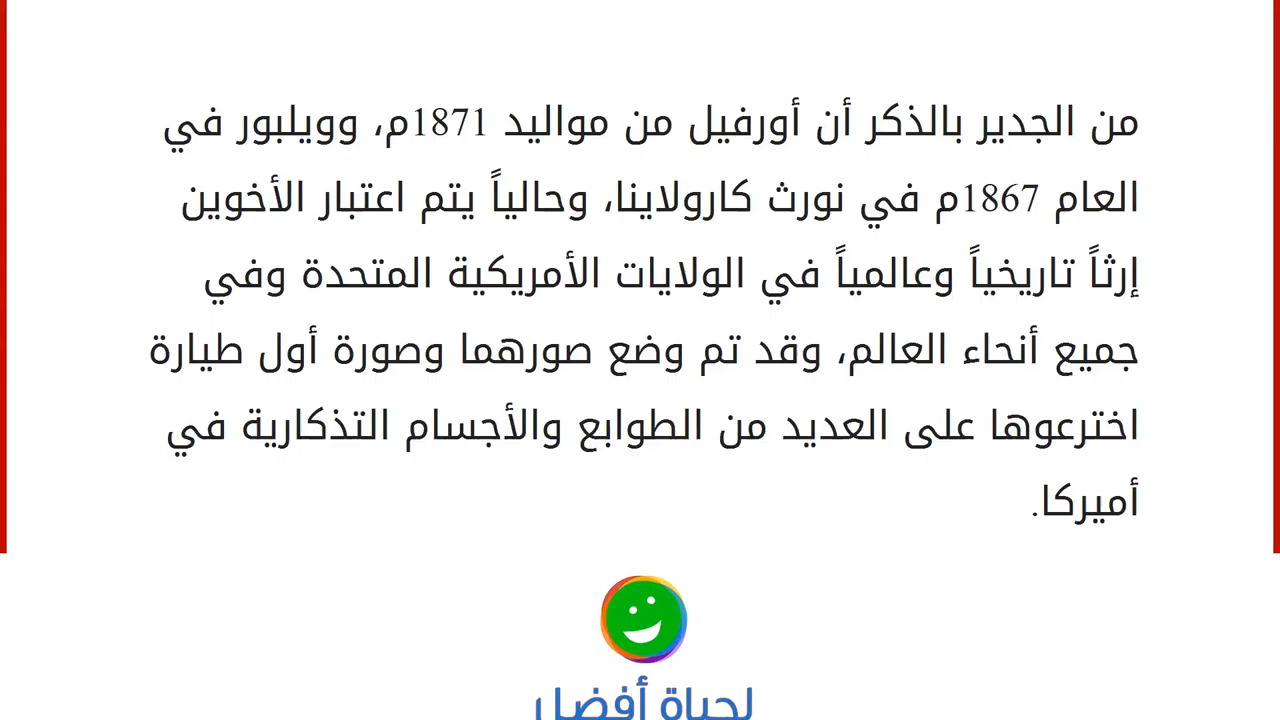 من الجدير بالذكر أن أورفيل من مواليد 1871م، وويلبور في
العام 1867م في نورث كارولاينا، وحالياً يتم اعتبار الأخوين
إرثاً تاريخياً وعالمياً في الولايات الأمريكية المتحدة وفي
جميع أنحاء العالم، وقد تم وضع صورهما وصورة أول طيارة
اخترعوها على العديد من الطوابع والأجسام التذكارية في
أميركا.
لحياة أفضل